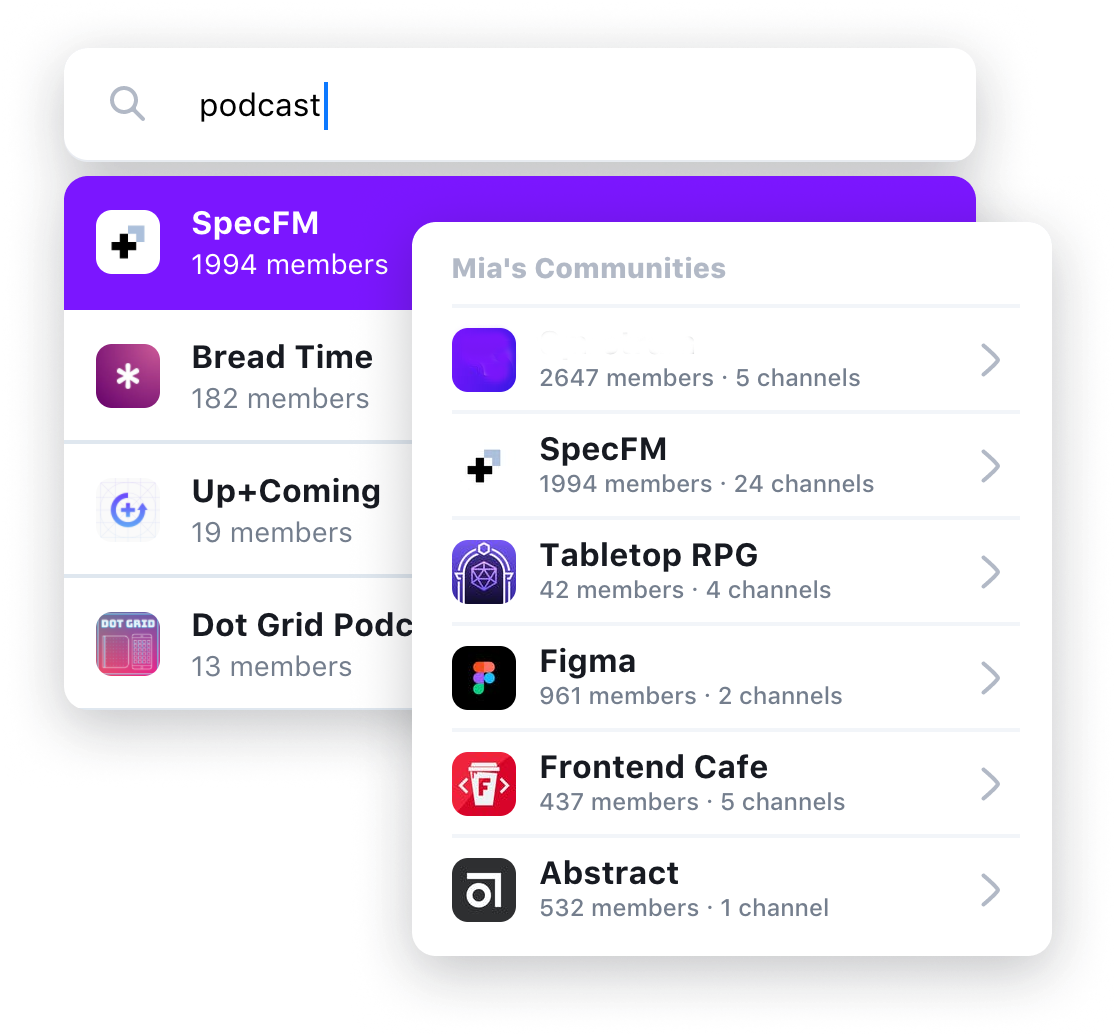 podcast
SpecFM
1994 members
Bread Time
182 members
Up+Coming
19 members
DOT GRID
Dot Grid Podc
13 members
Mia's Communities
2647 members · 5 channels
SpecFM
1994 members · 24 channels
Tabletop RPG
42 members · 4 channels
Figma
961 members · 2 channels
F
Frontend Cafe
437 members · 5 channels
Abstract
532 members · 1 channel